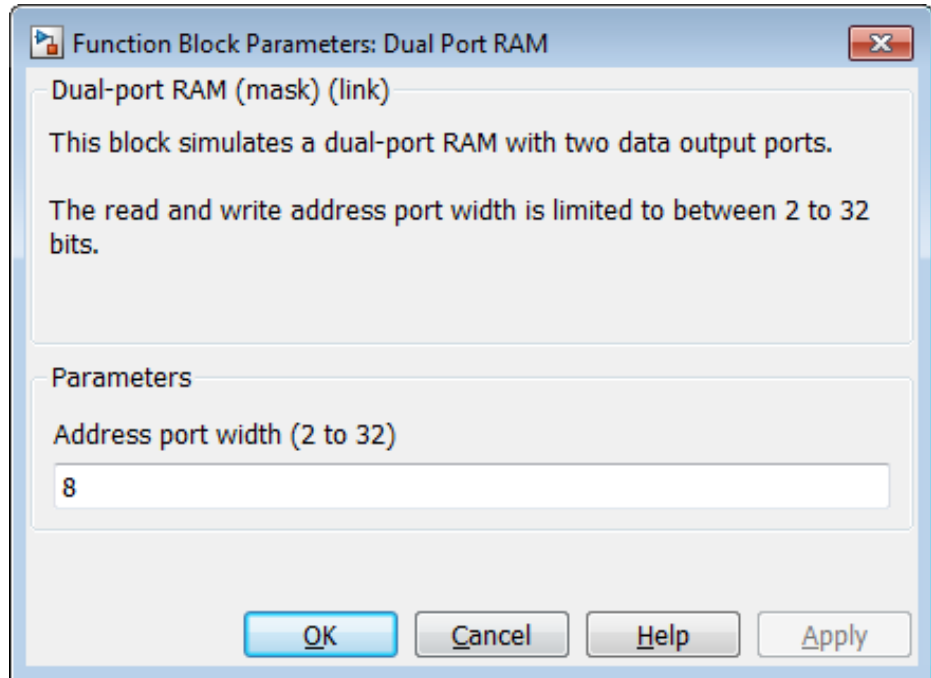 Function Block Parameters: Dual Port RAM
Dual-port RAM (mask) (link)
This block simulates a dual-port RAM with two data output ports.
The read and write address port width is limited to between 2 to 32
bits.
Parameters
Address port width (2 to 32)
8
OK Cancel Help Apply